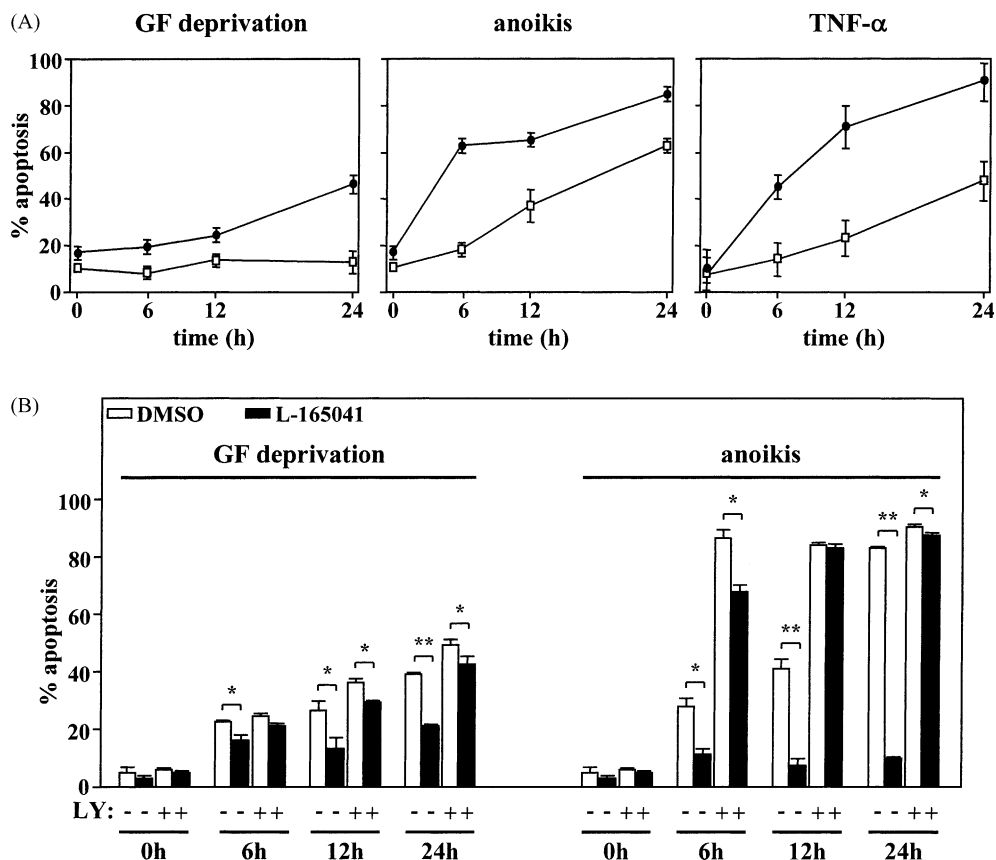 (A)
GF deprivation anoikis TNF-α
% apoptosis
100
80
60
40
20
0
0 6 12 24 0 6 12 24 0 6 12 24
time (h) time (h) time (h)
(B)
DMSO L-165041
GF deprivation anoikis
% apoptosis
100
80
60
40
20
0
* * * ** * * * ** ** *
LY: - - + + - - + + - - + + - - + + - - + + - - + + - - + + - - + +
0h 6h 12h 24h 0h 6h 12h 24h